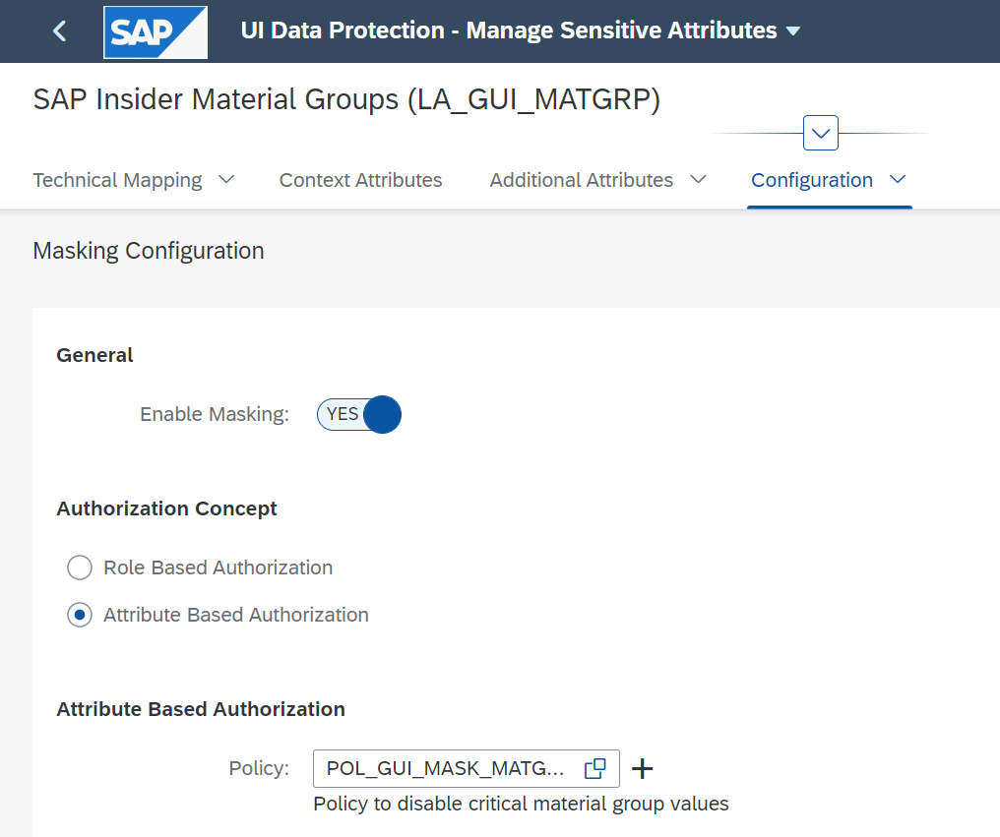 SAP UI Data Protection - Manage Sensitive Attributes
SAP Insider Material Groups (LA_GUI_MATGRP)
Technical Mapping Context Attributes Additional Attributes Configuration
Masking Configuration
General
Enable Masking: YES
Authorization Concept
Role Based Authorization
Attribute Based Authorization
Attribute Based Authorization
Policy: POL_GUI_MASK_MATG...
Policy to disable critical material group values